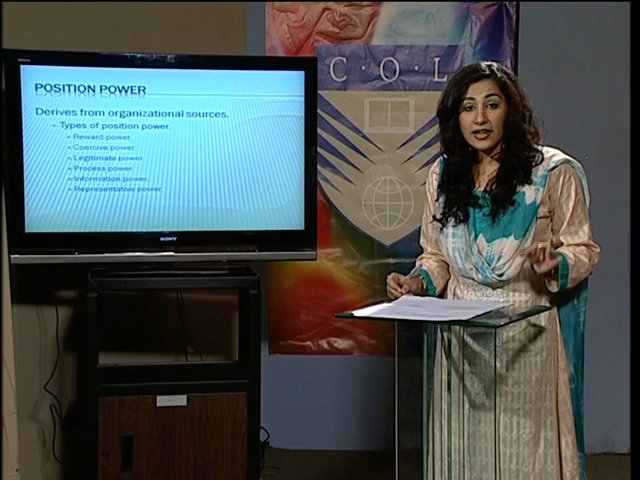 POSITION POWER
Derives from organizational sources.
Types of position power.
Reward power.
Coercive power.
Legitimate power.
Process power.
Information power.
Representative power.
SONY
C·O·L